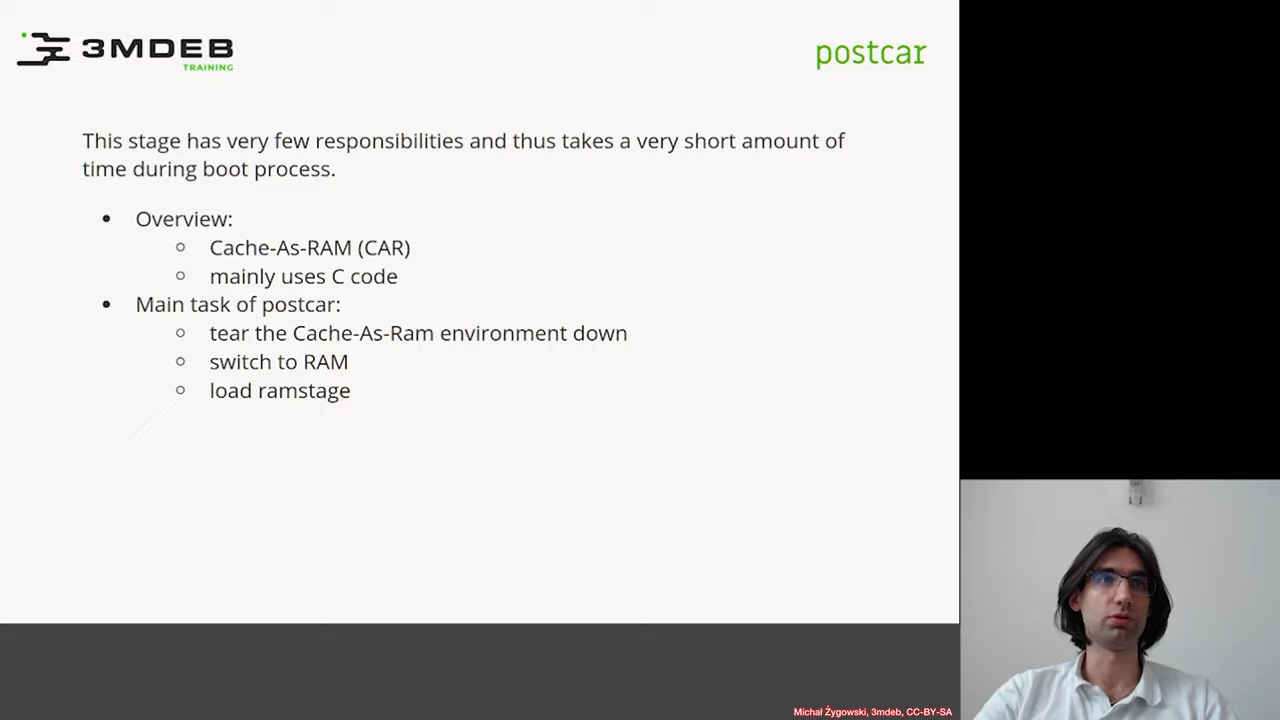 3MDEB
TRAINING
postcar
This stage has very few responsibilities and thus takes a very short amount of
time during boot process.
Overview:
Cache-As-RAM (CAR)
mainly uses C code
Main task of postcar:
tear the Cache-As-Ram environment down
switch to RAM
load ramstage
Michał Żygowski, 3mdeb, CC-BY-SA